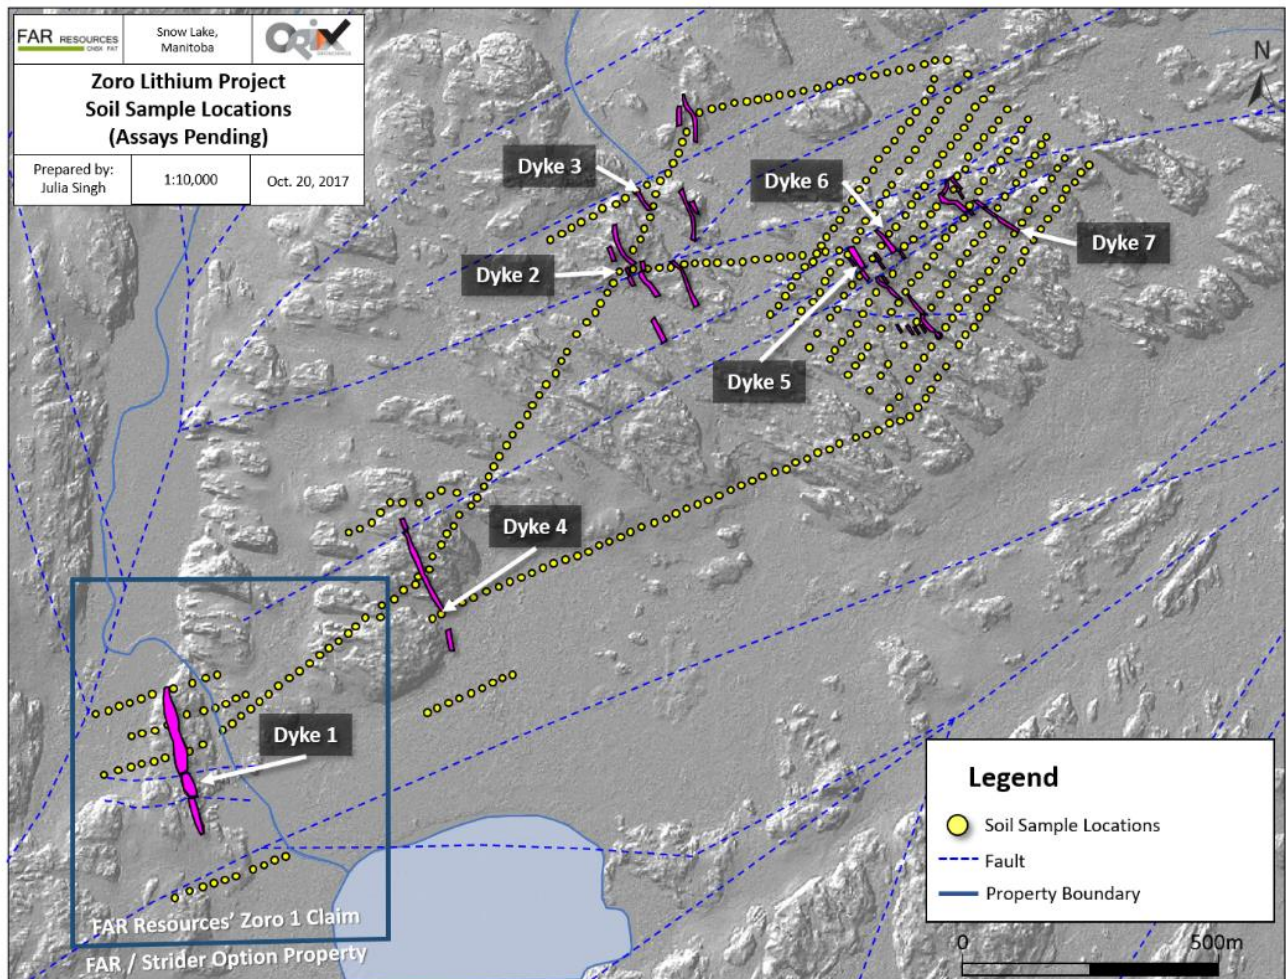 FAR RESOURCES
CNSX FAT
Snow Lake,
Manitoba
Zoro Lithium Project
Soil Sample Locations
(Assays Pending)
Prepared by:
Julia Singh
1:10,000
Oct. 20, 2017
N
Dyke 3
Dyke 6
Dyke 7
Dyke 2
Dyke 5
Dyke 4
Dyke 1
Legend
Soil Sample Locations
Fault
Property Boundary
FAR Resources' Zoro 1 Claim
FAR / Strider Option Property
0 500m